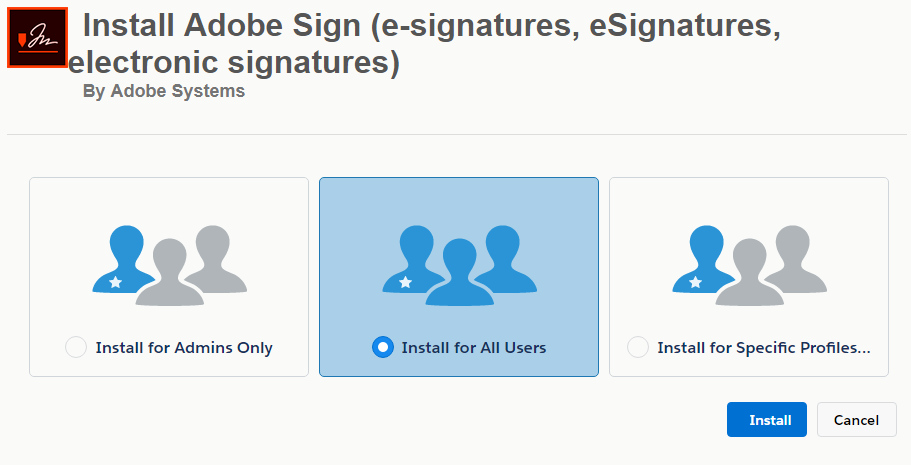 Install Adobe Sign (e-signatures, eSignatures,
electronic signatures)
By Adobe Systems
Install for Admins Only
Install for All Users
Install for Specific Profiles...
Install
Cancel